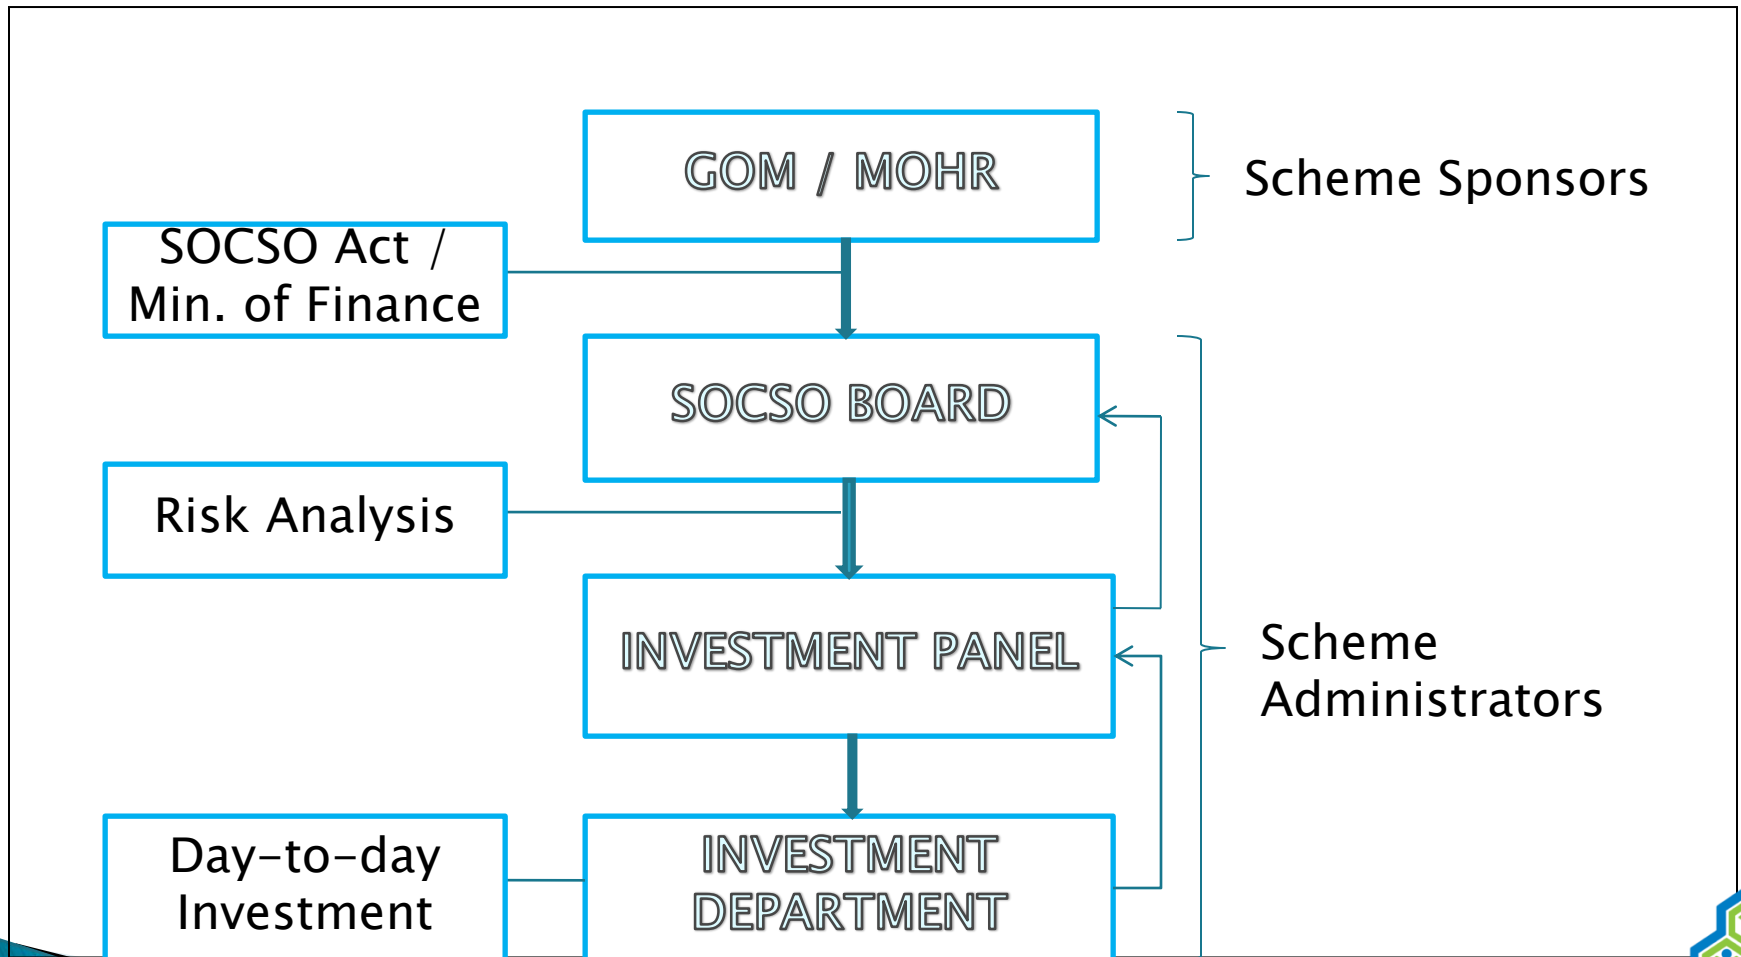 GOM / MOHR
Scheme Sponsors
SOCSO Act /
Min. of Finance
SOCSO BOARD
Risk Analysis
INVESTMENT PANEL
Scheme
Administrators
Day-to-day
Investment
INVESTMENT
DEPARTMENT